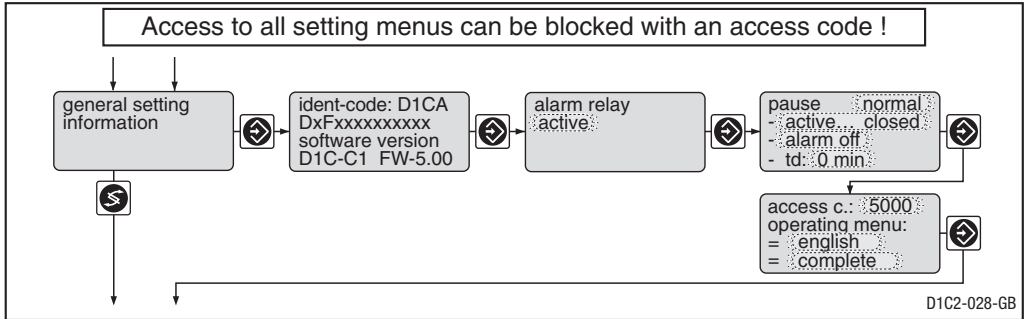 Access to all setting menus can be blocked with an access code !
general setting
information
ident-code: D1CA
DxFxxxxxxxxxx
software version
D1C-C1 FW-5.00
alarm relay
active
pause normal
- active... closed
- alarm off
- td: 0 min
access c.: 5000
operating menu:
= english
= complete
D1C2-028-GB